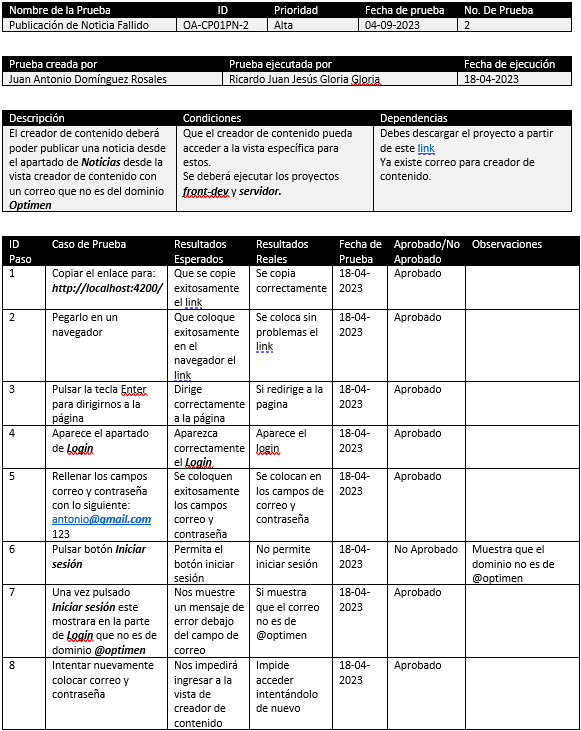 Nombre de la Prueba ID Prioridad Fecha de prueba No. De Prueba
Publicación de Noticia Fallido OA-CP01PN-2 Alta 04-09-2023 2
Prueba creada por Prueba ejecutada por Fecha de ejecución
Juan Antonio Domínguez Rosales Ricardo Juan Jesús Gloria Gloria 18-04-2023
Descripción Condiciones Dependencias
El creador de contenido deberá
poder publicar una noticia desde
el apartado de Noticias desde la
vista creador de contenido con
un correo que no es del dominio
Optimen
Que el creador de contenido pueda
acceder a la vista específica para
estos.
Se deberá ejecutar los proyectos
front-dev y servidor.
Debes descargar el proyecto a partir
de este link
Ya existe correo para creador de
contenido.
ID
Paso
Caso de Prueba
Resultados
Esperados
Resultados
Reales
Fecha de
Prueba
Aprobado/No
Aprobado
Observaciones
1
Copiar el enlace para:
http://localhost:4200/
Que se copie
exitosamente
el link
Se copia
correctamente
18-04-
2023
Aprobado
2
Pegarlo en un
navegador
Que coloque
exitosamente
en el
navegador el
link
Se coloca sin
problemas el
link
18-04-
2023
Aprobado
3
Pulsar la tecla Enter
para dirigirnos a la
página
Dirige
correctamente
a la página
Si redirige a la
pagina
18-04-
2023
Aprobado
4
Aparece el apartado
de Login
Aparezca
correctamente
el Login
Aparece el
login
18-04-
2023
Aprobado
5
Rellenar los campos
correo y contraseña
con lo siguiente:
antonio@gmail.com
123
Se coloquen
exitosamente
los campos
correo y
contraseña
Se colocan en
los campos de
correo y
contraseña
18-04-
2023
Aprobado
6
Pulsar botón Iniciar
sesión
Permita el
botón iniciar
sesión
No permite
iniciar sesión
18-04-
2023
No Aprobado
Muestra que el
dominio no es de
@optimen
7
Una vez pulsado
Iniciar sesión este
mostrara en la parte
de Login que no es de
dominio @optimen
Nos muestre
un mensaje de
error debajo
del campo de
correo
Si muestra
que el correo
no es de
@optimen
18-04-
2023
Aprobado
8
Intentar nuevamente
colocar correo y
contraseña
Nos impedirá
ingresar a la
vista de
creador de
contenido
Impide
acceder
intentándolo
de nuevo
18-04-
2023
Aprobado